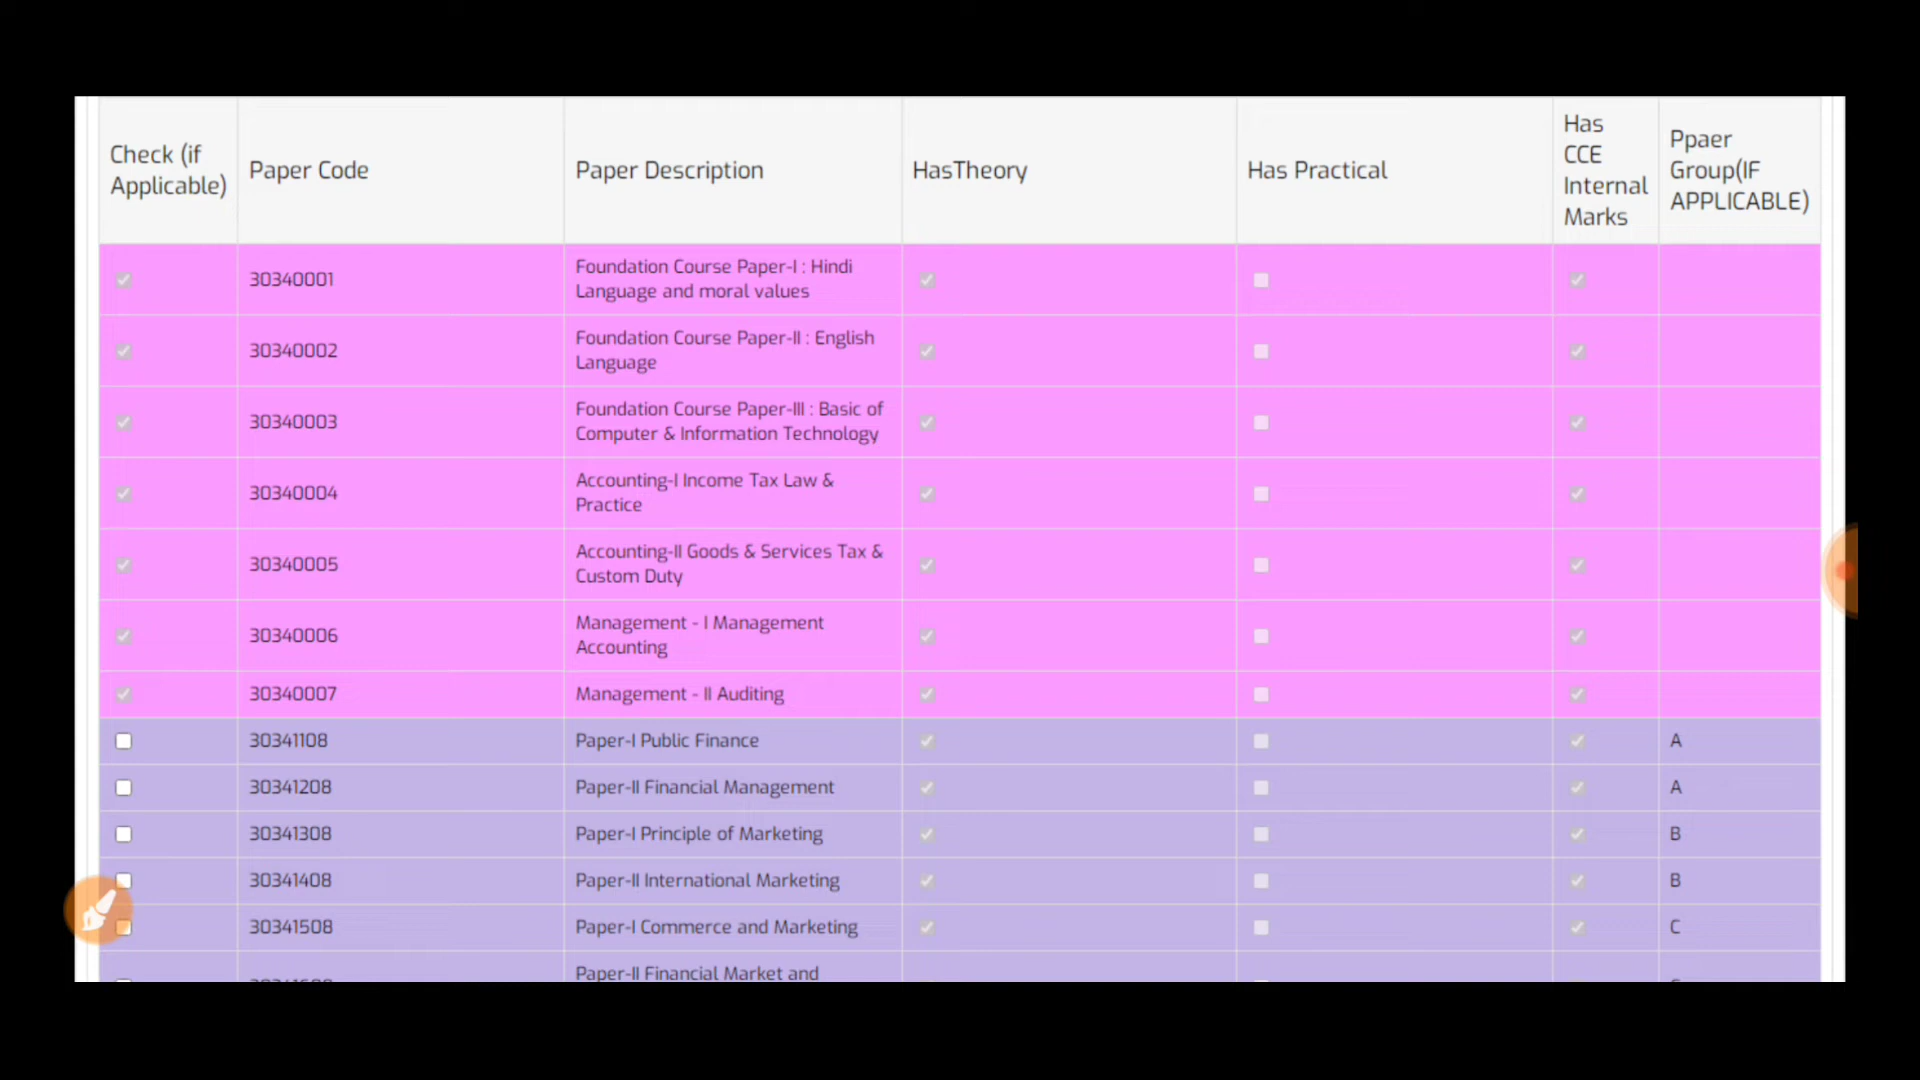 Check (if
Applicable)
Paper Code
Paper Description
HasTheory
Has Practical
Has
CCE
Internal
Marks
Ppaer
Group(IF
APPLICABLE)
30340001
Foundation Course Paper-I : Hindi
Language and moral values
30340002
Foundation Course Paper-II : English
Language
30340003
Foundation Course Paper-III : Basic of
Computer & Information Technology
30340004
Accounting-I Income Tax Law &
Practice
30340005
Accounting-II Goods & Services Tax &
Custom Duty
30340006
Management - I Management
Accounting
30340007
Management - II Auditing
30341108
Paper-I Public Finance
A
30341208
Paper-II Financial Management
A
30341308
Paper-I Principle of Marketing
B
30341408
Paper-II International Marketing
B
30341508
Paper-I Commerce and Marketing
C
Paper-II Financial Market and